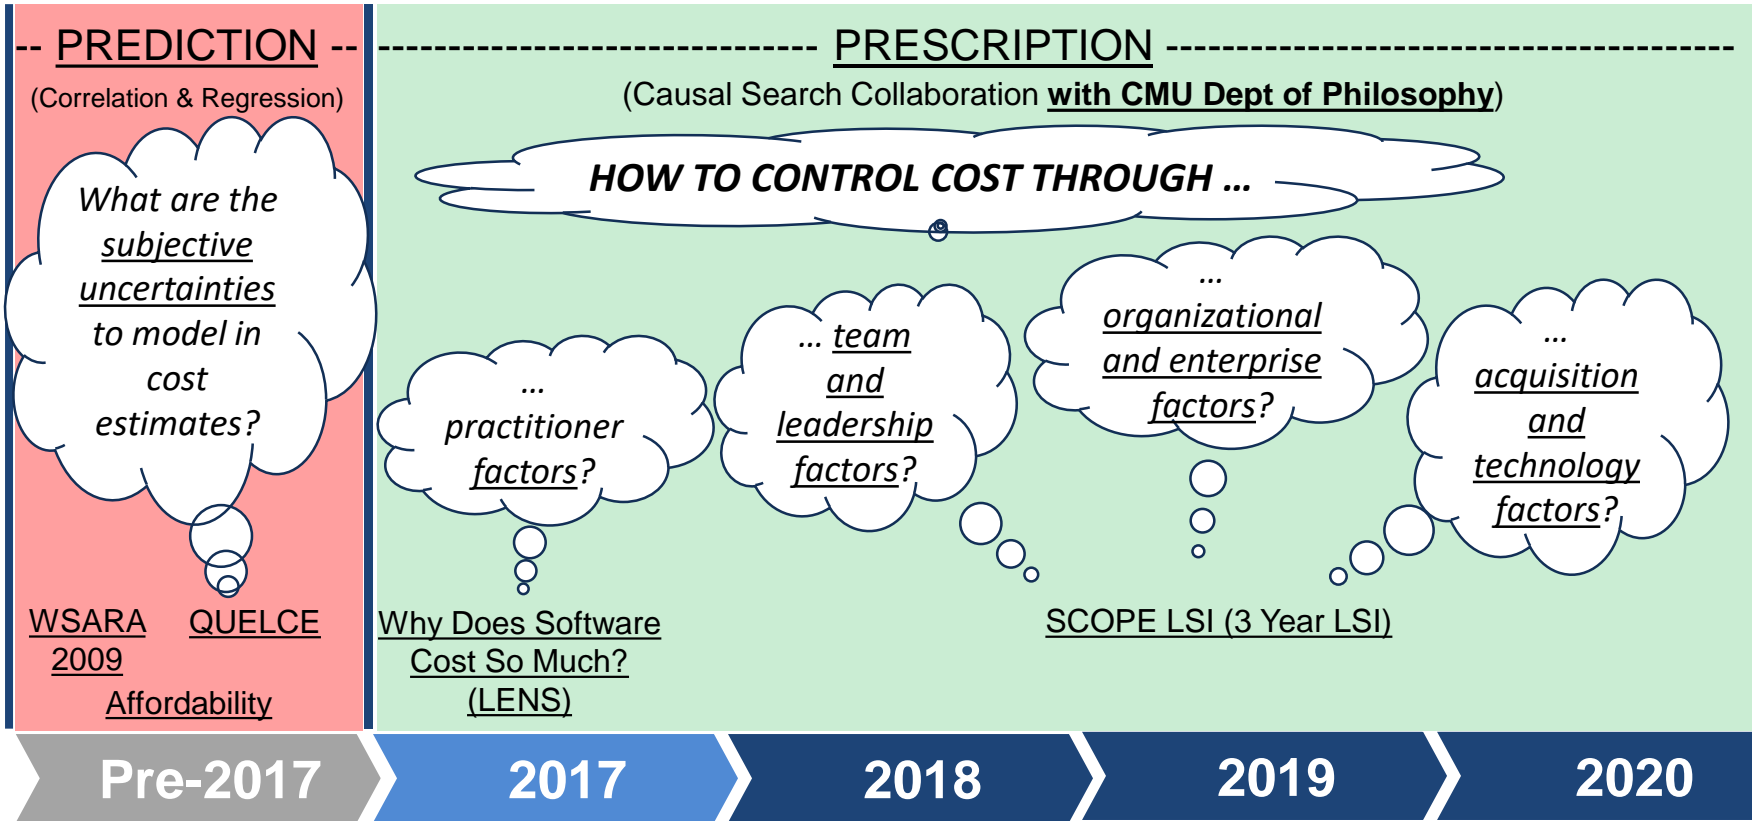 -- PREDICTION --
(Correlation & Regression)
What are the
subjective
uncertainties
to model in
cost
estimates?
WSARA
2009
QUELCE
Affordability
------------------------------ PRESCRIPTION ---------------------------------------
(Causal Search Collaboration with CMU Dept of Philosophy)
HOW TO CONTROL COST THROUGH ...
...
practitioner
factors?
... team
and
leadership
factors?
...
organizational
and enterprise
factors?
...
acquisition
and
technology
factors?
Why Does Software
Cost So Much?
(LENS)
SCOPE LSI (3 Year LSI)
Pre-2017
2017
2018
2019
2020